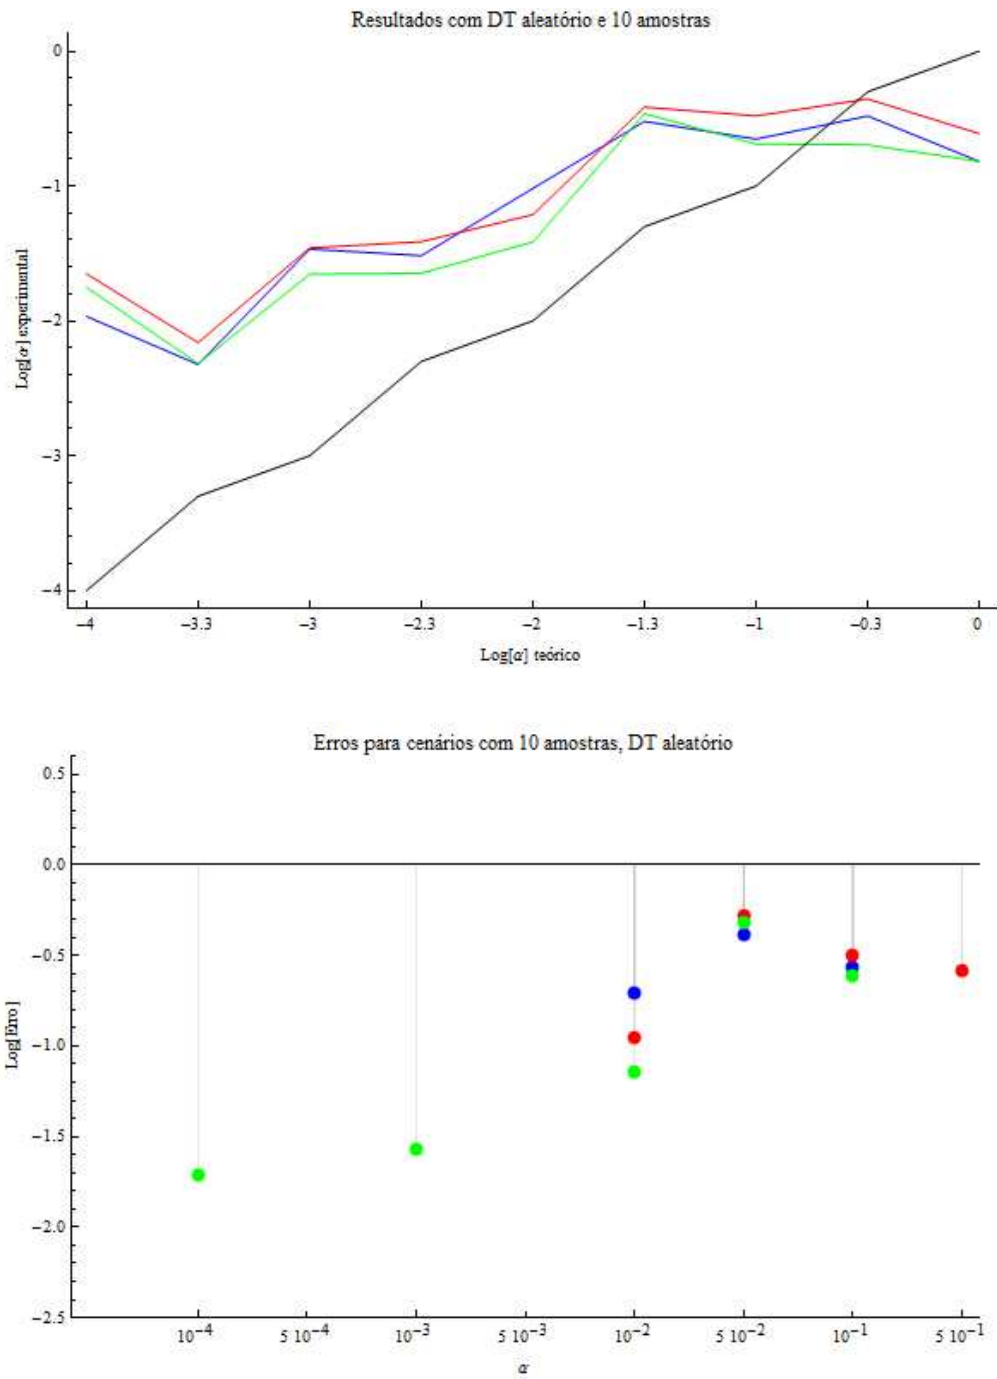 Resultados com DT aleatório e 10 amostras
0
−1
−2
−3
−4
Log[α] experimental
−4 −3.3 −3 −2.3 −2 −1.3 −1 −0.3 0
Log[α] teórico
Erros para cenários com 10 amostras, DT aleatório
0.5
0.0
−0.5
−1.0
−1.5
−2.0
−2.5
Log[Erro]
10⁻⁴ 5 10⁻⁴ 10⁻³ 5 10⁻³ 10⁻² 5 10⁻² 10⁻¹ 5 10⁻¹
α